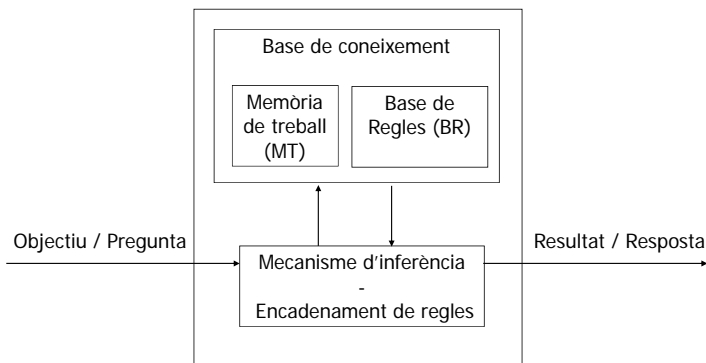 Base de coneixement
Memòria
de treball
(MT)
Base de
Regles (BR)
Objectiu / Pregunta
Resultat / Resposta
Mecanisme d'inferència
-
Encadenament de regles